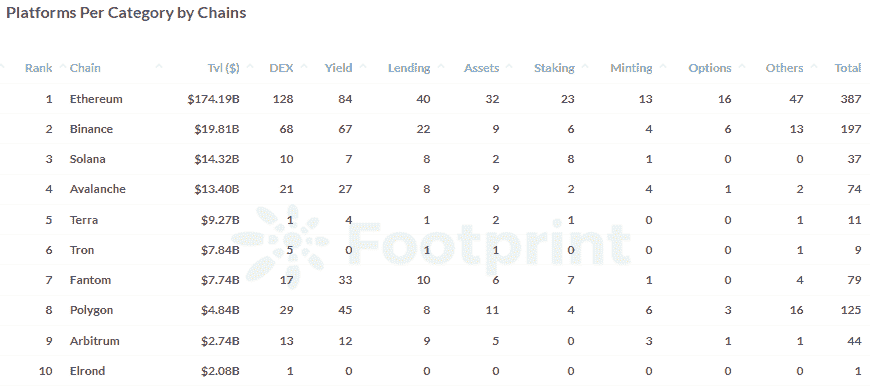 Platforms Per Category by Chains
Rank Chain Tvl ($) DEX Yield Lending Assets Staking Minting Options Others Total
1 Ethereum $174.19B 128 84 40 32 23 13 16 47 387
2 Binance $19.81B 68 67 22 9 6 4 6 13 197
3 Solana $14.32B 10 7 8 2 8 1 0 0 37
4 Avalanche $13.40B 21 27 8 9 2 4 1 2 74
5 Terra $9.27B 1 4 1 2 1 0 0 1 11
Footprint
6 Tron $7.84B 5 0 1 1 0 0 0 1 9
7 Fantom $7.74B 17 33 10 6 7 1 0 4 79
8 Polygon $4.84B 29 45 8 11 4 6 3 16 125
9 Arbitrum $2.74B 13 12 9 5 0 3 1 1 44
10 Elrond $2.08B 1 0 0 0 0 0 0 0 1